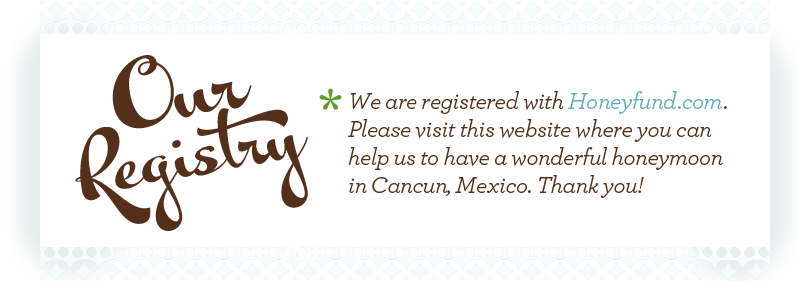 Our
Registry
* We are registered with Honeyfund.com.
Please visit this website where you can
help us to have a wonderful honeymoon
in Cancun, Mexico. Thank you!